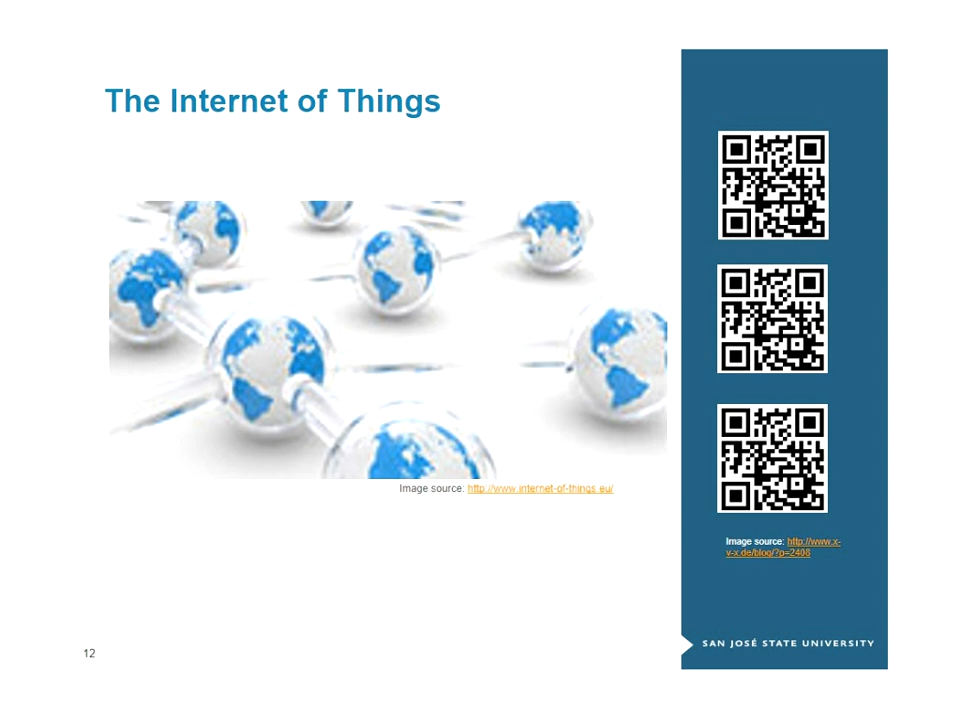 The Internet of Things
Image source: http://www.internet-of-things.eu/
Image source: http://www.x-
v-x.de/blog/?p=2408
SAN JOSÉ STATE UNIVERSITY
12